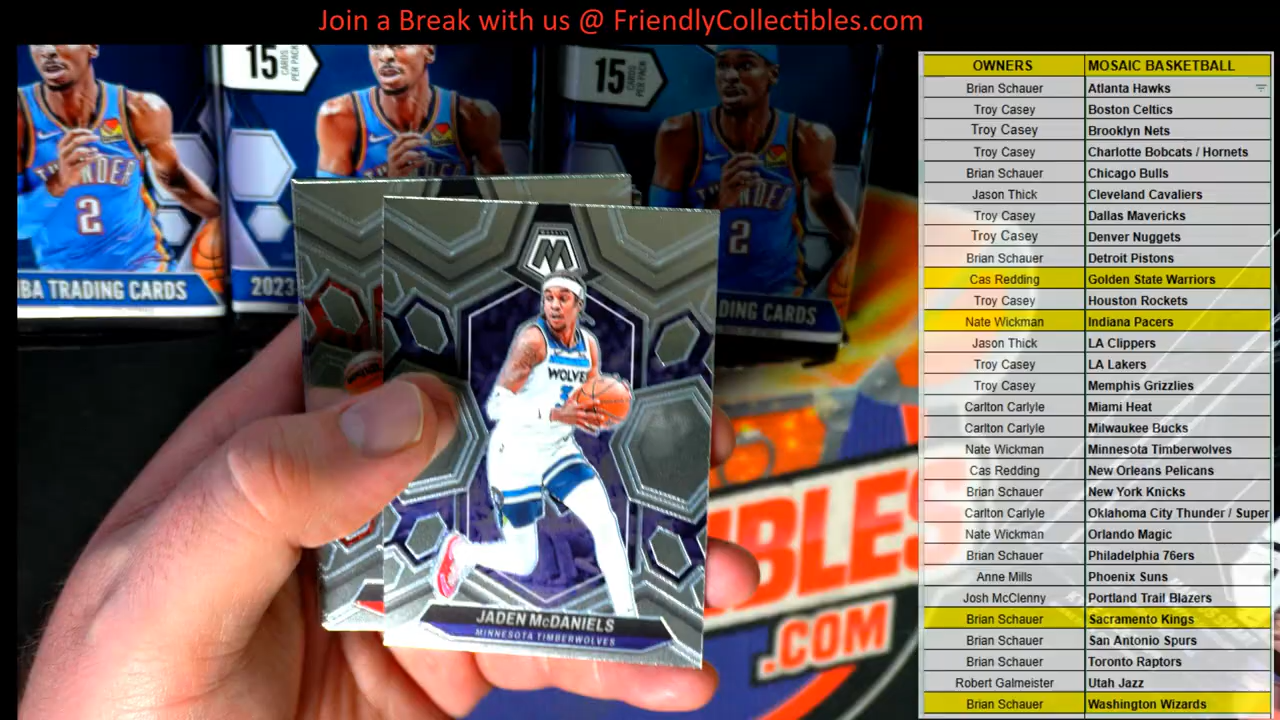 Join a Break with us @ FriendlyCollectibles.com
15 CARDS PER PACK
15 CARDS PER PACK
THUNDER
2
2
BA TRADING CARDS
2023
DING CARDS
MOSAIC
M
WOLVES
JADEN McDANIELS
MINNESOTA TIMBERWOLVES
IBLES
.COM
OWNERS MOSAIC BASKETBALL
Brian Schauer Atlanta Hawks
Troy Casey Boston Celtics
Troy Casey Brooklyn Nets
Troy Casey Charlotte Bobcats / Hornets
Brian Schauer Chicago Bulls
Jason Thick Cleveland Cavaliers
Troy Casey Dallas Mavericks
Troy Casey Denver Nuggets
Brian Schauer Detroit Pistons
Cas Redding Golden State Warriors
Troy Casey Houston Rockets
Nate Wickman Indiana Pacers
Jason Thick LA Clippers
Troy Casey LA Lakers
Troy Casey Memphis Grizzlies
Carlton Carlyle Miami Heat
Carlton Carlyle Milwaukee Bucks
Nate Wickman Minnesota Timberwolves
Cas Redding New Orleans Pelicans
Brian Schauer New York Knicks
Carlton Carlyle Oklahoma City Thunder / Super
Nate Wickman Orlando Magic
Brian Schauer Philadelphia 76ers
Anne Mills Phoenix Suns
Josh McClenny Portland Trail Blazers
Brian Schauer Sacramento Kings
Brian Schauer San Antonio Spurs
Brian Schauer Toronto Raptors
Robert Galmeister Utah Jazz
Brian Schauer Washington Wizards